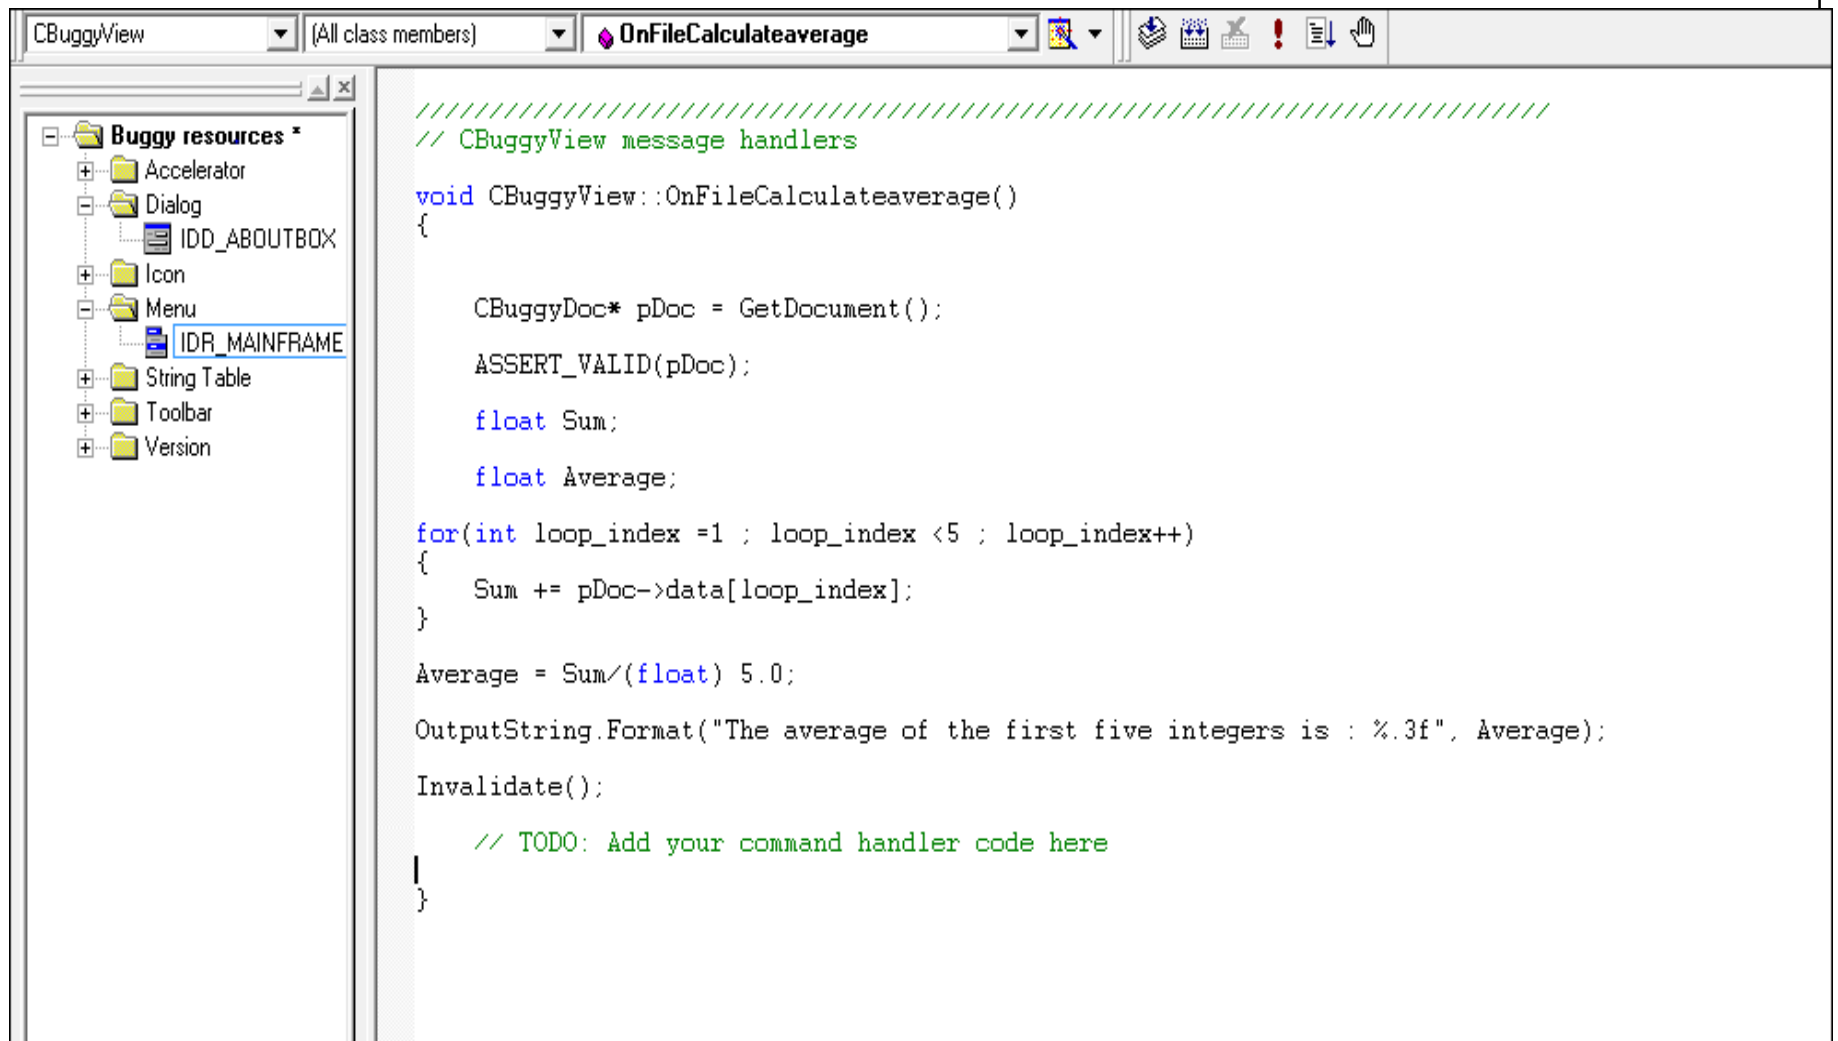 CBuggyView (All class members) OnFileCalculateaverage
Buggy resources *
Accelerator
Dialog
IDD_ABOUTBOX
Icon
Menu
IDR_MAINFRAME
String Table
Toolbar
Version
/////////////////////////////////////////////////////////////////////////////
// CBuggyView message handlers
void CBuggyView::OnFileCalculateaverage()
{
CBuggyDoc* pDoc = GetDocument();
ASSERT_VALID(pDoc);
float Sum;
float Average;
for(int loop_index =1 ; loop_index <5 ; loop_index++)
{
Sum += pDoc->data[loop_index];
}
Average = Sum/(float) 5.0;
OutputString.Format("The average of the first five integers is : %.3f", Average);
Invalidate();
// TODO: Add your command handler code here
}